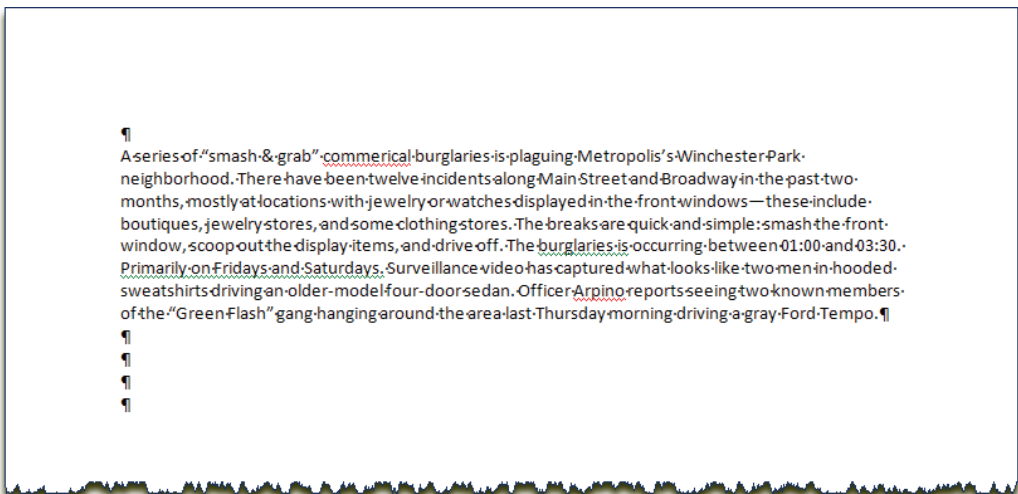 ¶
A series of “smash & grab” commerical burglaries is plaguing Metropolis’s Winchester Park
neighborhood. There have been twelve incidents along Main Street and Broadway in the past two
months, mostly at locations with jewelry or watches displayed in the front windows—these include
boutiques, jewelry stores, and some clothing stores. The breaks are quick and simple: smash the front
window, scoop out the display items, and drive off. The burglaries is occurring between 01:00 and 03:30.
Primarily on Fridays and Saturdays. Surveillance video has captured what looks like two men in hooded
sweatshirts driving an older-model four-door sedan. Officer Arpino reports seeing two known members
of the “Green Flash” gang hanging around the area last Thursday morning driving a gray Ford Tempo.¶
¶
¶
¶
¶